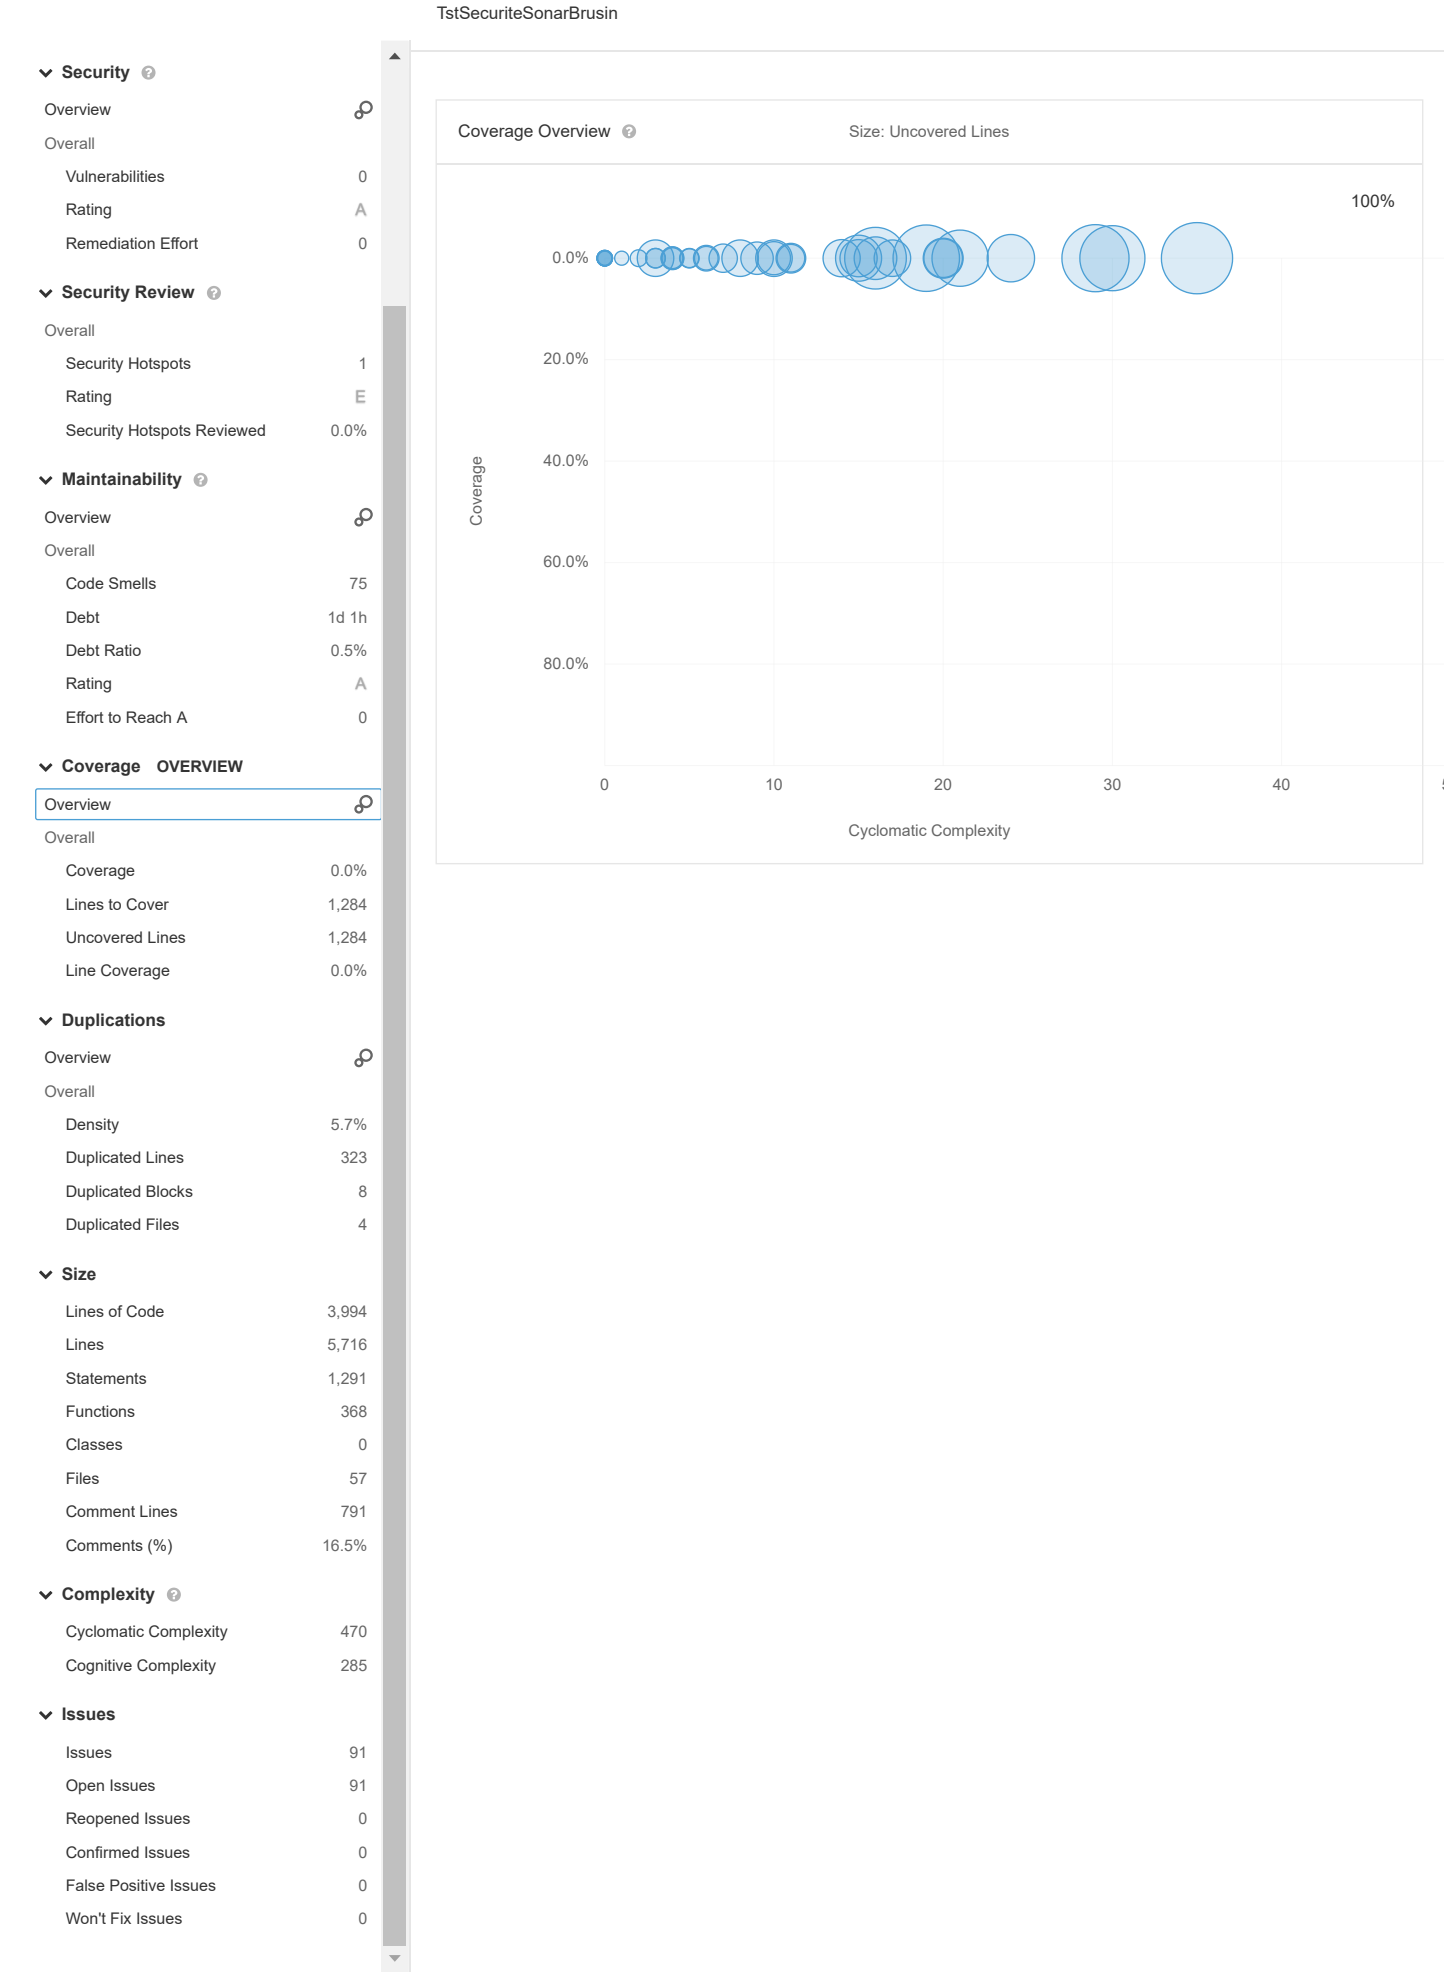 TstSecuriteSonarBrusin
Security
Overview
Overall
Vulnerabilities 0
Rating A
Remediation Effort 0
Security Review
Overall
Security Hotspots 1
Rating E
Security Hotspots Reviewed 0.0%
Maintainability
Overview
Overall
Code Smells 75
Debt 1d 1h
Debt Ratio 0.5%
Rating A
Effort to Reach A 0
Coverage OVERVIEW
Overview
Overall
Coverage 0.0%
Lines to Cover 1,284
Uncovered Lines 1,284
Line Coverage 0.0%
Duplications
Overview
Overall
Density 5.7%
Duplicated Lines 323
Duplicated Blocks 8
Duplicated Files 4
Size
Lines of Code 3,994
Lines 5,716
Statements 1,291
Functions 368
Classes 0
Files 57
Comment Lines 791
Comments (%) 16.5%
Complexity
Cyclomatic Complexity 470
Cognitive Complexity 285
Issues
Issues 91
Open Issues 91
Reopened Issues 0
Confirmed Issues 0
False Positive Issues 0
Won't Fix Issues 0
Coverage Overview Size: Uncovered Lines
100%
0.0%
20.0%
40.0%
60.0%
80.0%
Coverage
0 10 20 30 40
Cyclomatic Complexity